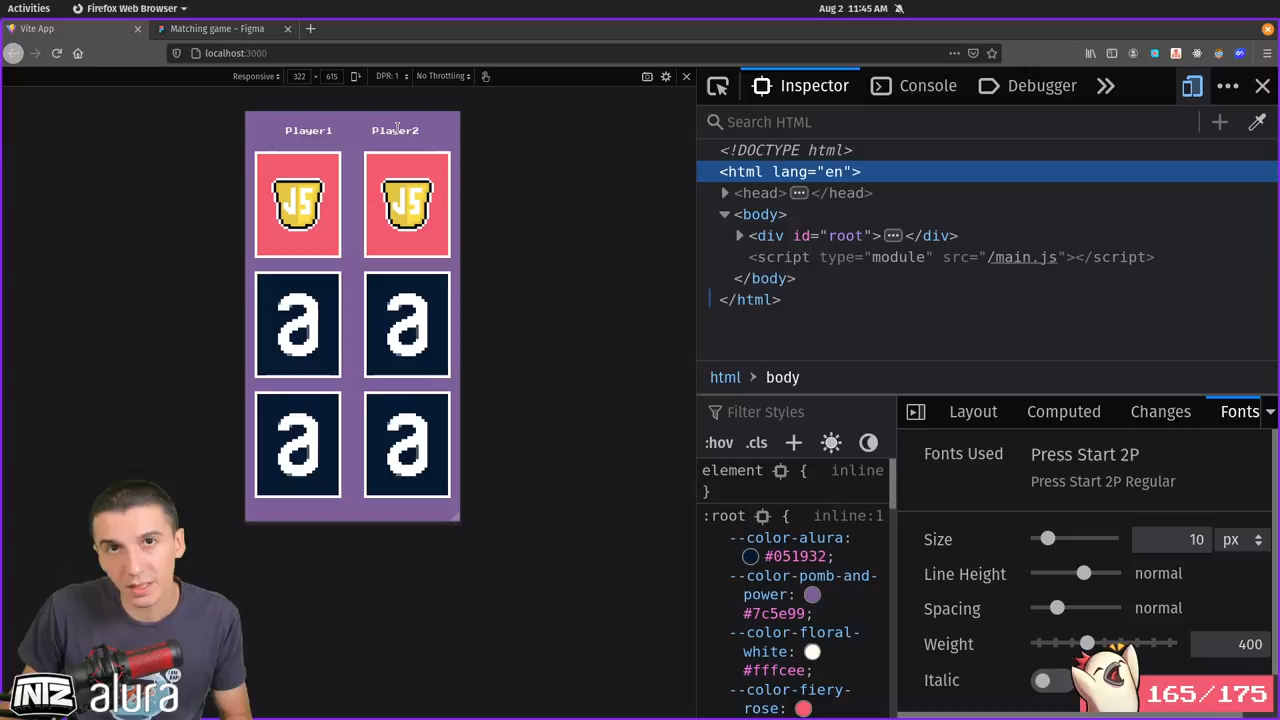 Activities
Firefox Web Browser
Aug 2 11:45 AM
Vite App
Matching game – Figma
localhost:3000
Responsive
322 × 615
DPR: 1
No Throttling
Inspector
Console
Debugger
Search HTML
<!DOCTYPE html>
<html lang="en">
<head> </head>
<body>
<div id="root"> </div>
<script type="module" src="/main.js"></script>
</body>
</html>
html > body
Filter Styles
:hov .cls
element { inline
}
:root { inline:1
--color-alura:
#051932;
--color-pomb-and-
power:
#7c5e99;
--color-floral-
white:
#fffcee;
--color-fiery-
rose:
Layout
Computed
Changes
Fonts
Fonts Used
Press Start 2P
Press Start 2P Regular
Size
10
px
Line Height
normal
Spacing
normal
Weight
400
Italic
Player1
Player2
JS
JS
a
a
a
a
INTZ
alura
165/175